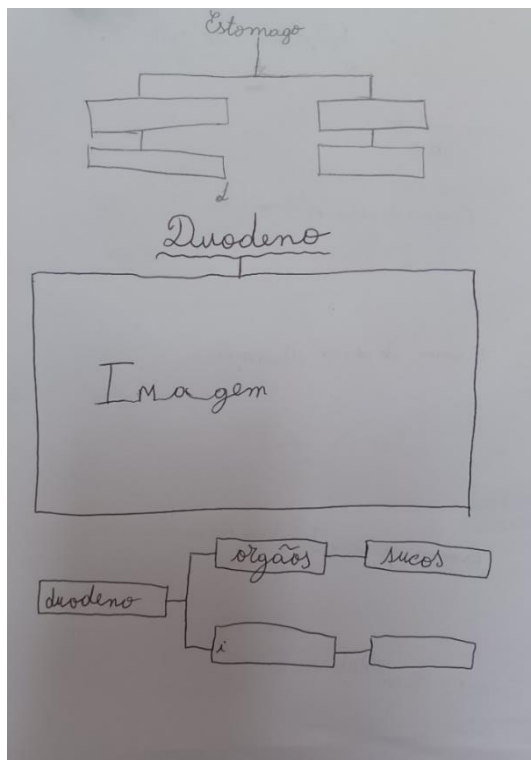 Estomago
d
Duodeno
Imagem
orgãos sucos
duodeno
i